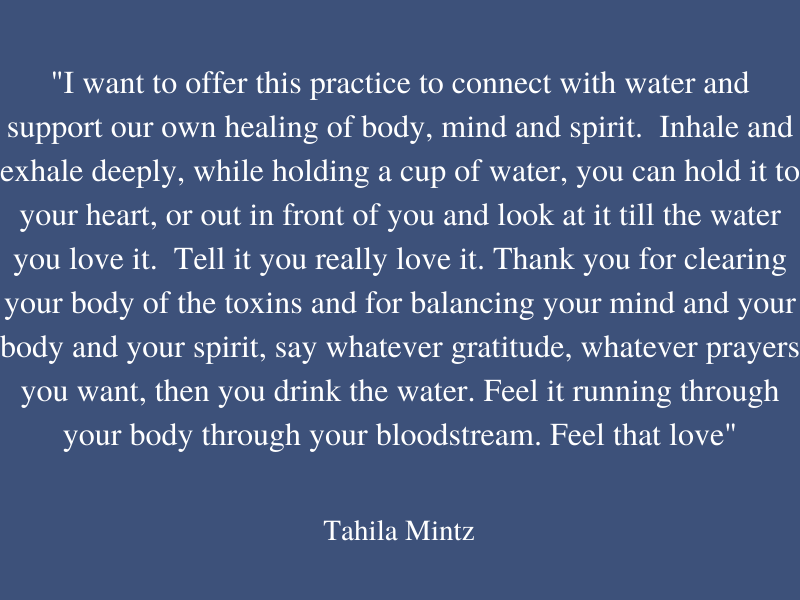 "I want to offer this practice to connect with water and
support our own healing of body, mind and spirit.  Inhale and
exhale deeply, while holding a cup of water, you can hold it to
your heart, or out in front of you and look at it till the water
you love it.  Tell it you really love it. Thank you for clearing
your body of the toxins and for balancing your mind and your
body and your spirit, say whatever gratitude, whatever prayers
you want, then you drink the water. Feel it running through
your body through your bloodstream. Feel that love"
Tahila Mintz